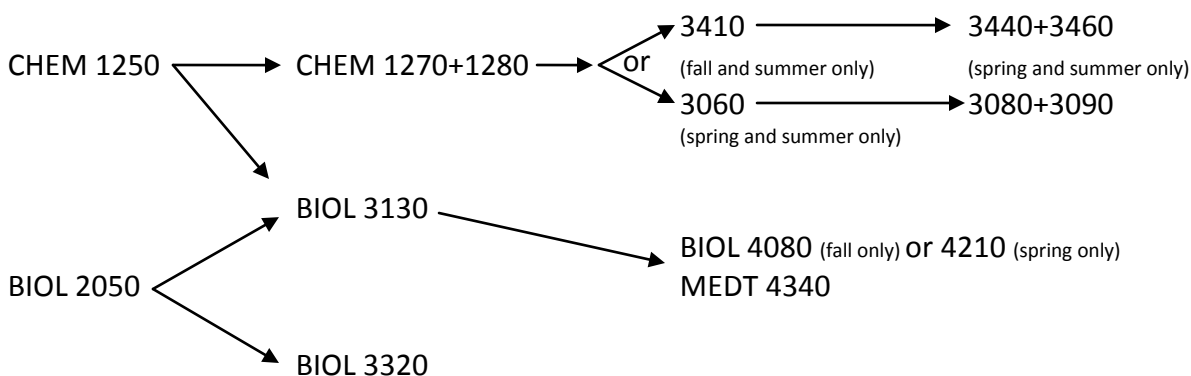 3410
3440+3460
CHEM 1250
CHEM 1270+1280
or
(fall and summer only)
(spring and summer only)
3060
3080+3090
(spring and summer only)
BIOL 3130
BIOL 4080 (fall only) or 4210 (spring only)
BIOL 2050
MEDT 4340
BIOL 3320